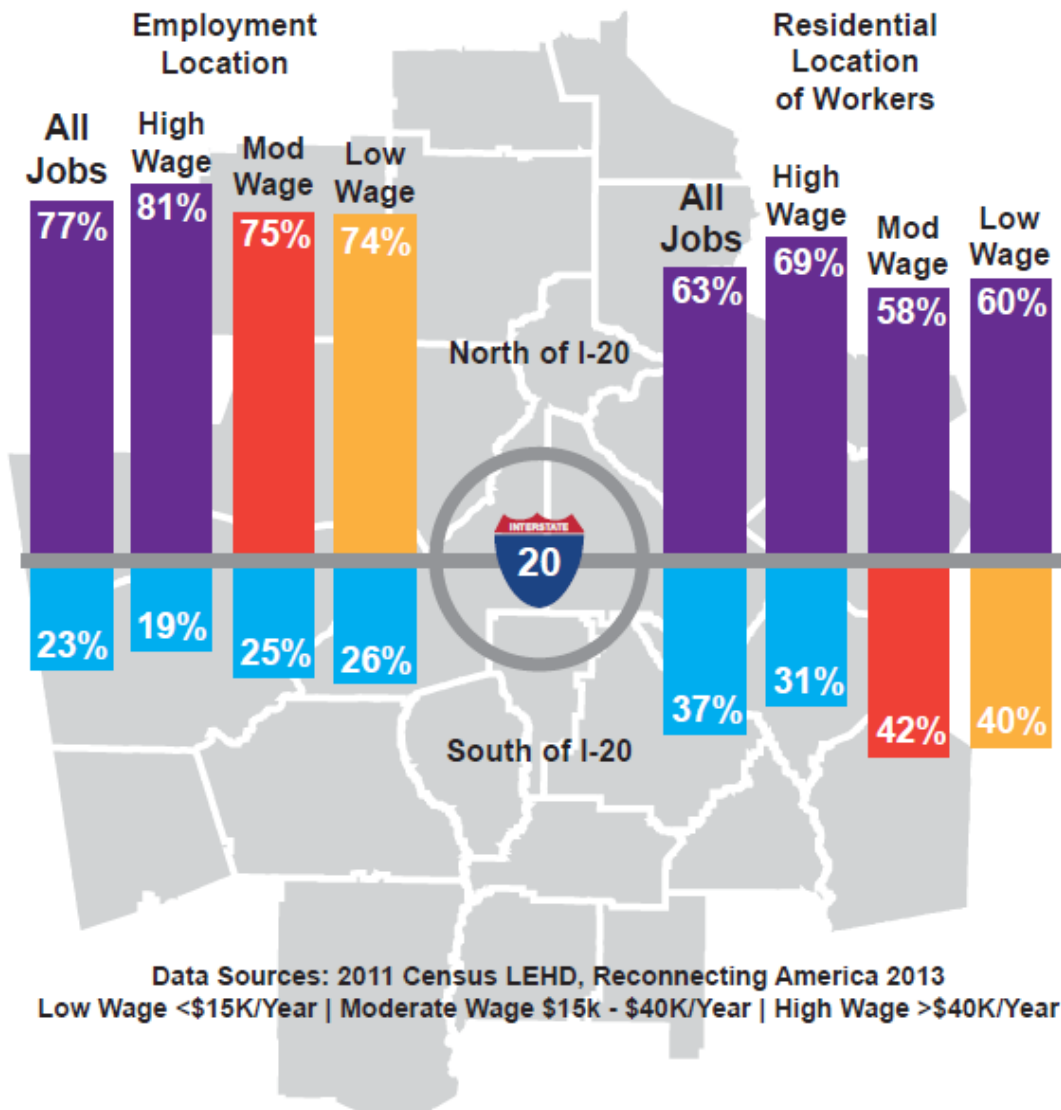 Employment
Location
Residential
Location
of Workers
All
Jobs
High
Wage
Mod
Wage
Low
Wage
All
Jobs
High
Wage
Mod
Wage
Low
Wage
77%
81%
75%
74%
63%
69%
58%
60%
North of I-20
INTERSTATE
20
23%
19%
25%
26%
37%
31%
42%
40%
South of I-20
Data Sources: 2011 Census LEHD, Reconnecting America 2013
Low Wage <$15K/Year | Moderate Wage $15k - $40K/Year | High Wage >$40K/Year